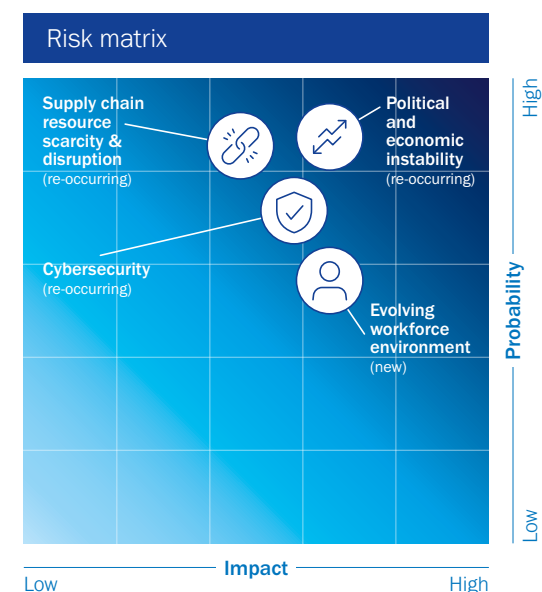 Risk matrix
Supply chain
resource
scarcity &
disruption
(re-occurring)
Political
and
economic
instability
(re-occurring)
Cybersecurity
(re-occurring)
Evolving
workforce
environment
(new)
High
Probability
Low
Impact
Low
High